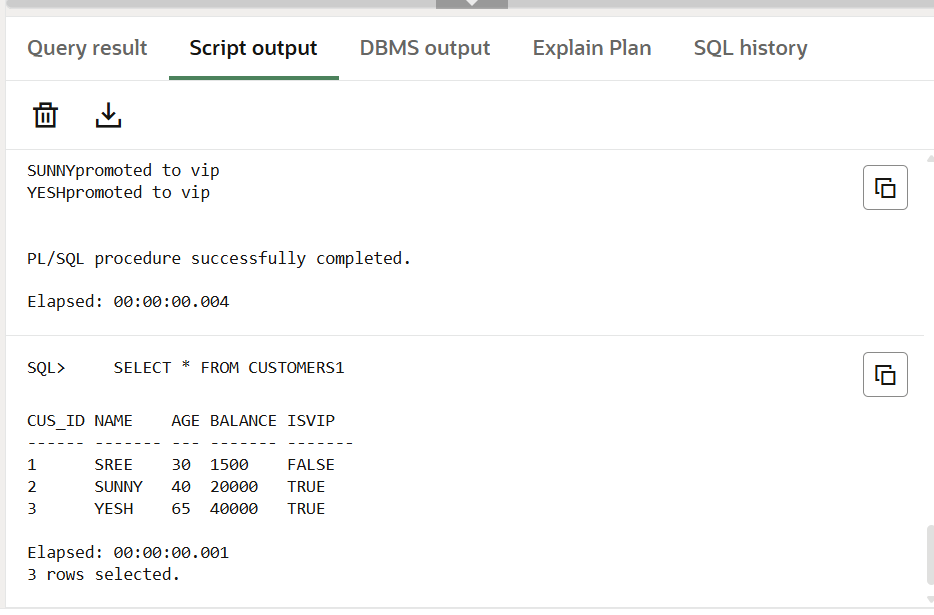 Query result Script output DBMS output Explain Plan SQL history
SUNNYpromoted to vip
YESHpromoted to vip
PL/SQL procedure successfully completed.
Elapsed: 00:00:00.004
SQL>     SELECT * FROM CUSTOMERS1
CUS_ID NAME    AGE BALANCE ISVIP
------ ------- --- ------- -------
1      SREE    30  1500    FALSE
2      SUNNY   40  20000   TRUE
3      YESH    65  40000   TRUE
Elapsed: 00:00:00.001
3 rows selected.